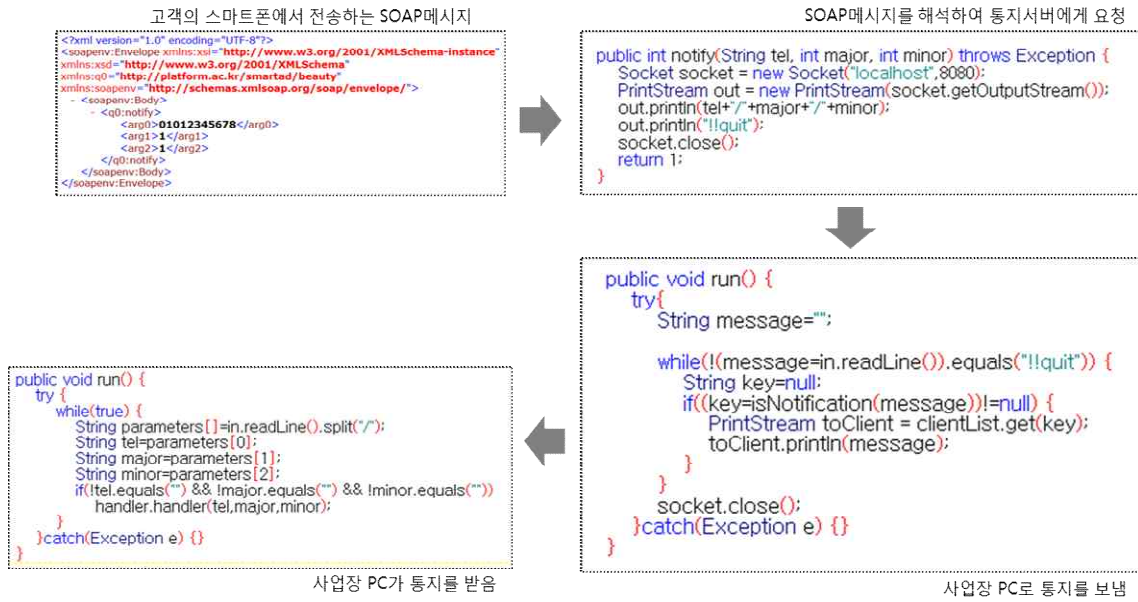 고객의 스마트폰에서 전송하는 SOAP메시지
<?xml version="1.0" encoding="UTF-8"?>
<soapenv:Envelope xmlns:xsi="http://www.w3.org/2001/XMLSchema-instance"
xmlns:xsd="http://www.w3.org/2001/XMLSchema"
xmlns:q0="http://platform.ac.kr/smartad/beauty"
xmlns:soapenv="http://schemas.xmlsoap.org/soap/envelope/">
- <soapenv:Body>
- <q0:notify>
<arg0>01012345678</arg0>
<arg1>1</arg1>
<arg2>1</arg2>
</q0:notify>
</soapenv:Body>
</soapenv:Envelope>
SOAP메시지를 해석하여 통지서버에게 요청
public int notify(String tel, int major, int minor) throws Exception {
Socket socket = new Socket("localhost",8080);
PrintStream out = new PrintStream(socket.getOutputStream());
out.println(tel+"/"+major+"/"+minor);
out.println("!!quit");
socket.close();
return 1;
}
public void run() {
try{
String message="";
while(!(message=in.readLine()).equals("!!quit")) {
String key=null;
if((key=isNotification(message))!=null) {
PrintStream toClient = clientList.get(key);
toClient.println(message);
}
}
socket.close();
}catch(Exception e) {}
}
사업장 PC로 통지를 보냄
public void run() {
try {
while(true) {
String parameters[]=in.readLine().split("/");
String tel=parameters[0];
String major=parameters[1];
String minor=parameters[2];
if(!tel.equals("") && !major.equals("") && !minor.equals(""))
handler.handler(tel,major,minor);
}
}catch(Exception e) {}
}
사업장 PC가 통지를 받음